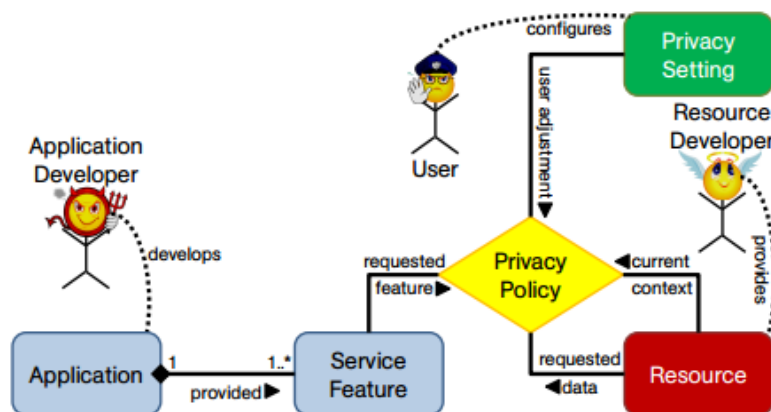 configures
Privacy
Setting
user adjustment
User
Resource
Developer
Application
Developer
develops
provides
requested
feature
Privacy
Policy
current
context
Application
1
1..*
provided
Service
Feature
requested
data
Resource